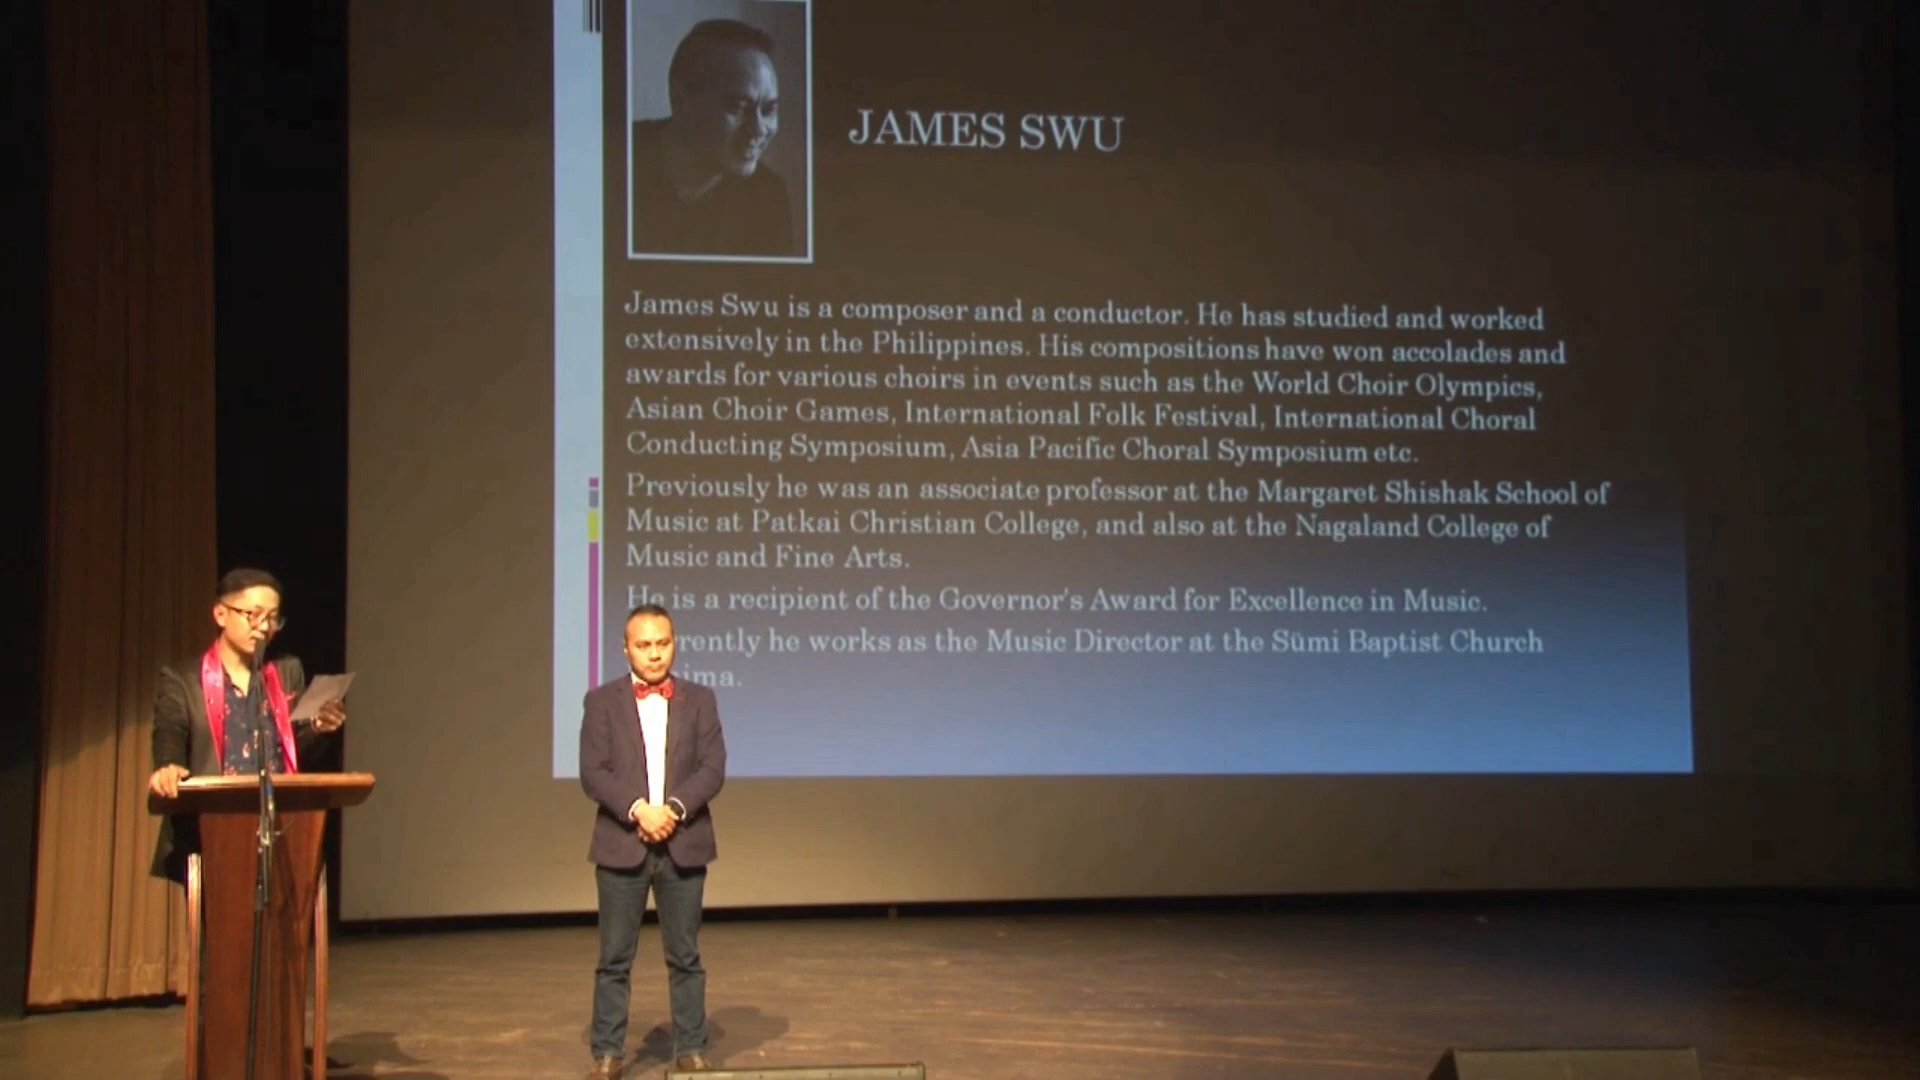 JAMES SWU
James Swu is a composer and a conductor. He has studied and worked
extensively in the Philippines. His compositions have won accolades and
awards for various choirs in events such as the World Choir Olympics,
Asian Choir Games, International Folk Festival, International Choral
Conducting Symposium, Asia Pacific Choral Symposium etc.
Previously he was an associate professor at the Margaret Shishak School of
Music at Patkai Christian College, and also at the Nagaland College of
Music and Fine Arts.
He is a recipient of the Governor's Award for Excellence in Music.
he works as the Music Director at the Sümi Baptist Church